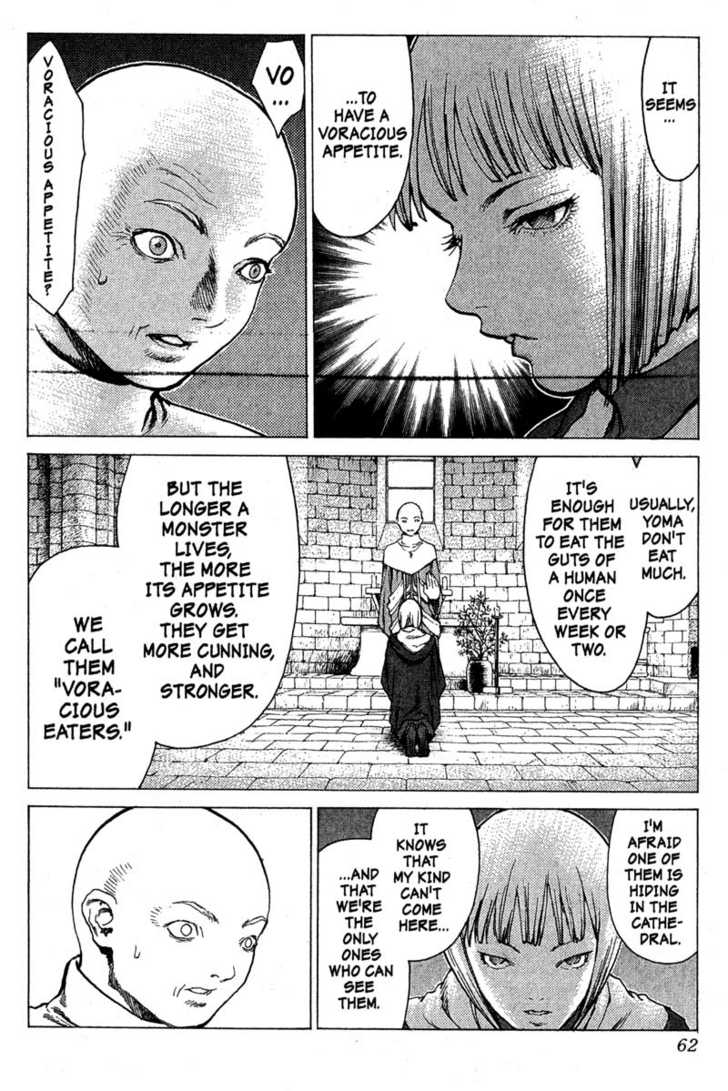 IT
SEEMS
...
...TO
HAVE A
VORACIOUS
APPETITE.
VO
...
VORACIOUS APPETITE?
USUALLY,
YOMA
DON'T
EAT
MUCH.
IT'S
ENOUGH
FOR THEM
TO EAT THE
GUTS OF
A HUMAN
ONCE
EVERY
WEEK OR
TWO.
BUT THE
LONGER A
MONSTER
LIVES,
THE MORE
ITS APPETITE
GROWS.
THEY GET
MORE CUNNING,
AND
STRONGER.
WE
CALL
THEM
"VORA-
CIOUS
EATERS."
I'M
AFRAID
ONE OF
THEM IS
HIDING
IN THE
CATHE-
DRAL.
IT
KNOWS
THAT
MY KIND
CAN'T
COME
HERE...
...AND
THAT
WE'RE
THE
ONLY
ONES
WHO CAN
SEE
THEM.
62